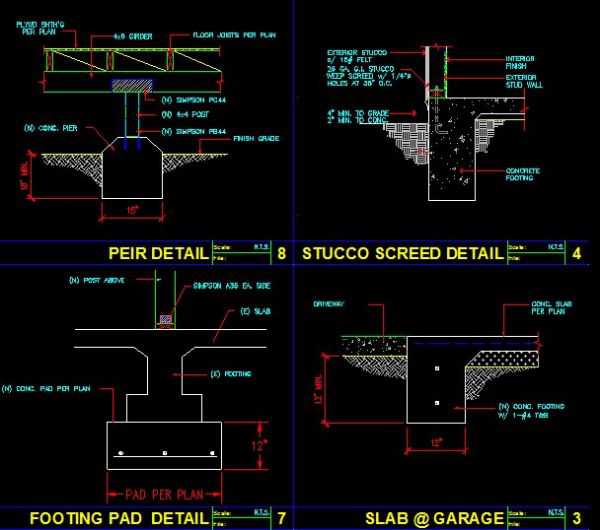 PLYWD SHTH'G
PER PLAN
4x8 GIRDER
FLOOR JOISTS PER PLAN
(N) SIMPSON PC44
(N) 4x4 POST
(N) SIMPSON PB44
(N) CONC. PIER
FINISH GRADE
18" MIN.
15"
PEIR DETAIL
Scale: N.T.S.
File:
8
EXTERIOR STUCCO
o/ 15# FELT
26 GA. G.I. STUCCO
WEEP SCREED w/ 1/4"ø
HOLES AT 36" O.C.
INTERIOR
FINISH
EXTERIOR
STUD WALL
4" MIN. TO GRADE
2" MIN. TO CONC.
CONCRETE
FOOTING
STUCCO SCREED DETAIL
Scale: N.T.S.
File:
4
(N) POST ABOVE
SIMPSON A35 EA. SIDE
(E) SLAB
(E) FOOTING
(N) CONC. PAD PER PLAN
12"
PAD PER PLAN
FOOTING PAD DETAIL
Scale: N.T.S.
File:
7
DRIVEWAY
CONC. SLAB
PER PLAN
12" MIN.
(N) CONC. FOOTING
W/ 1-#4 T&B
12"
SLAB @ GARAGE
Scale: N.T.S.
File:
3